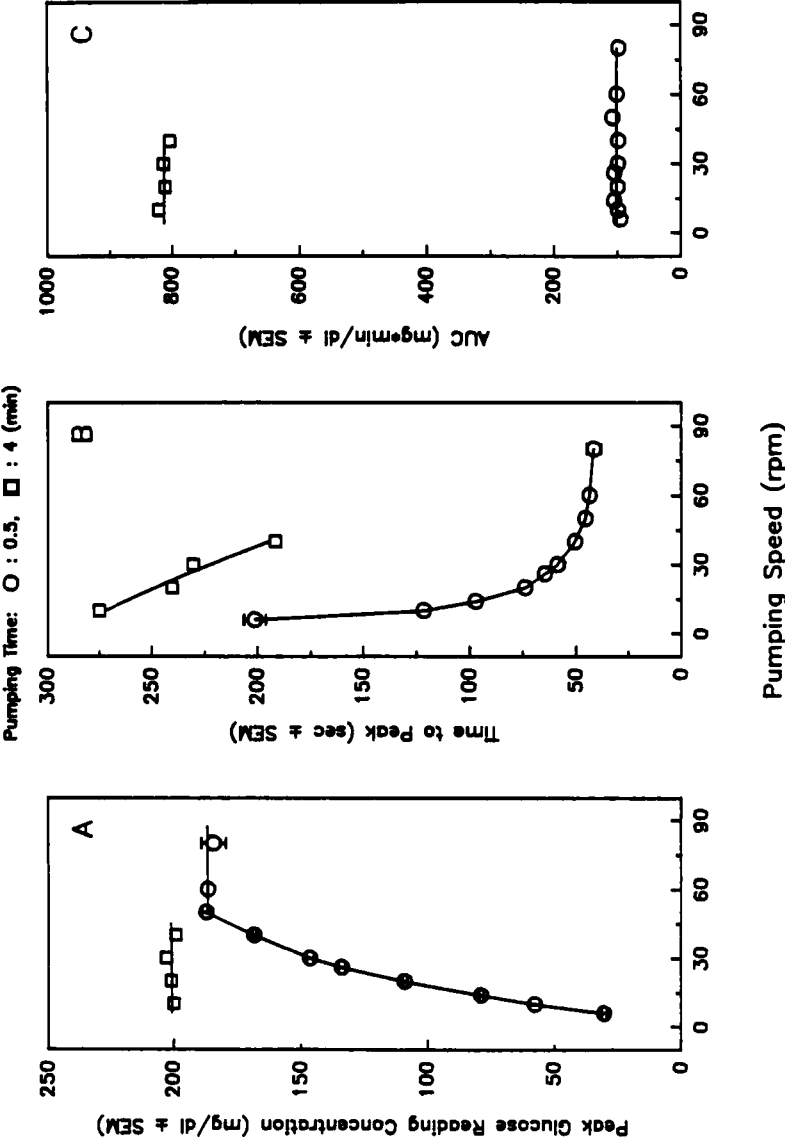 Pumping Time: O : 0.5, □ : 4 (min)
A
Peak Glucose Reading Concentration (mg/dl ± SEM)
250
200
150
100
50
0
0 30 60 90
B
Time to Peak (sec ± SEM)
300
250
200
150
100
50
0
0 30 60 90
C
AUC (mg*min/dl ± SEM)
1000
800
600
400
200
0
0 30 60 90
Pumping Speed (rpm)